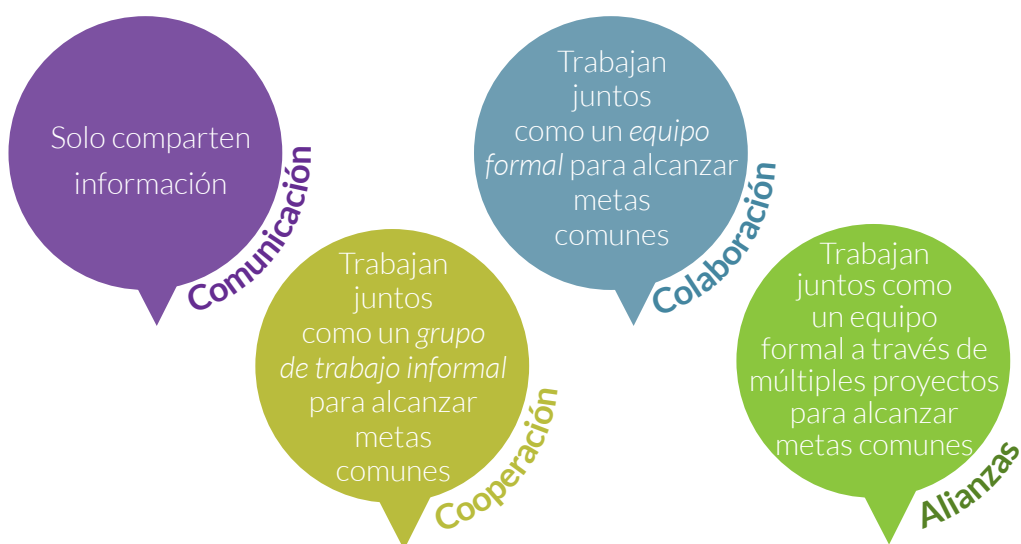 Solo comparten
información
Comunicación
Trabajan
juntos
como un grupo
de trabajo informal
para alcanzar
metas
comunes
Cooperación
Trabajan
juntos
como un equipo
formal para alcanzar
metas
comunes
Colaboración
Trabajan
juntos como
un equipo
formal a través de
múltiples proyectos
para alcanzar
metas comunes
Alianzas